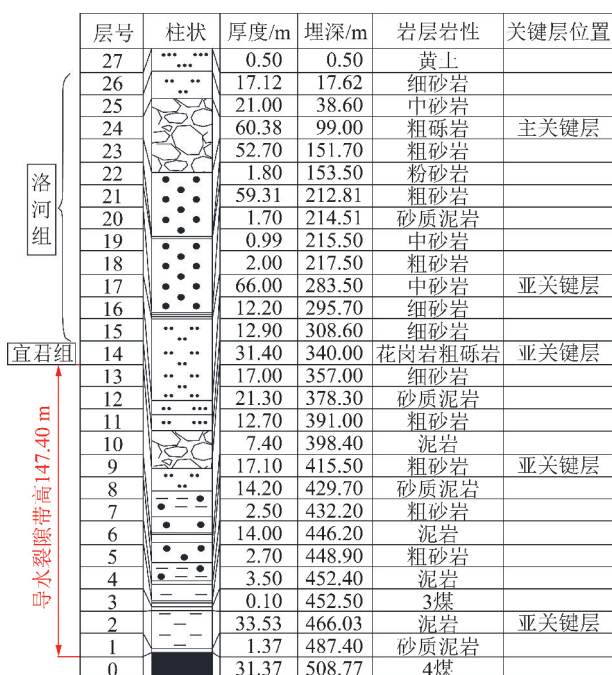 层号 柱状 厚度/m 埋深/m 岩层岩性 关键层位置
27 0.50 0.50 黄土
26 17.12 17.62 细砂岩
25 21.00 38.60 中砂岩
24 60.38 99.00 粗砾岩 主关键层
23 52.70 151.70 粗砂岩
22 1.80 153.50 粉砂岩
21 59.31 212.81 粗砂岩
20 1.70 214.51 砂质泥岩
19 0.99 215.50 中砂岩
18 2.00 217.50 粗砂岩
17 66.00 283.50 中砂岩 亚关键层
16 12.20 295.70 细砂岩
15 12.90 308.60 细砂岩
14 31.40 340.00 花岗岩粗砾岩 亚关键层
13 17.00 357.00 细砂岩
12 21.30 378.30 砂质泥岩
11 12.70 391.00 粗砂岩
10 7.40 398.40 泥岩
9 17.10 415.50 粗砂岩 亚关键层
8 14.20 429.70 砂质泥岩
7 2.50 432.20 粗砂岩
6 14.00 446.20 泥岩
5 2.70 448.90 粗砂岩
4 3.50 452.40 泥岩
3 0.10 452.50 3煤
2 33.53 466.03 泥岩 亚关键层
1 1.37 487.40 砂质泥岩
0 31.37 508.77 4煤
洛河组
宜君组
导水裂隙带高147.40 m